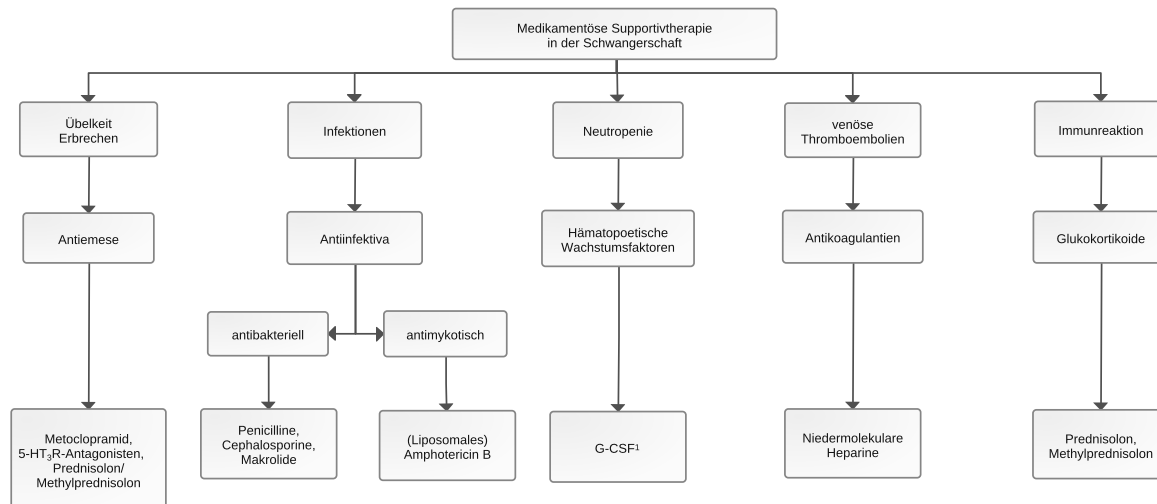 Medikamentöse Supportivtherapie
in der Schwangerschaft
Übelkeit
Erbrechen
Infektionen
Neutropenie
venöse
Thromboembolien
Immunreaktion
Antiemese
Antiinfektiva
Hämatopoetische
Wachstumsfaktoren
Antikoagulantien
Glukokortikoide
antibakteriell
antimykotisch
Metoclopramid,
5-HT₃R-Antagonisten,
Prednisolon/
Methylprednisolon
Penicilline,
Cephalosporine,
Makrolide
(Liposomales)
Amphotericin B
G-CSF¹
Niedermolekulare
Heparine
Prednisolon,
Methylprednisolon